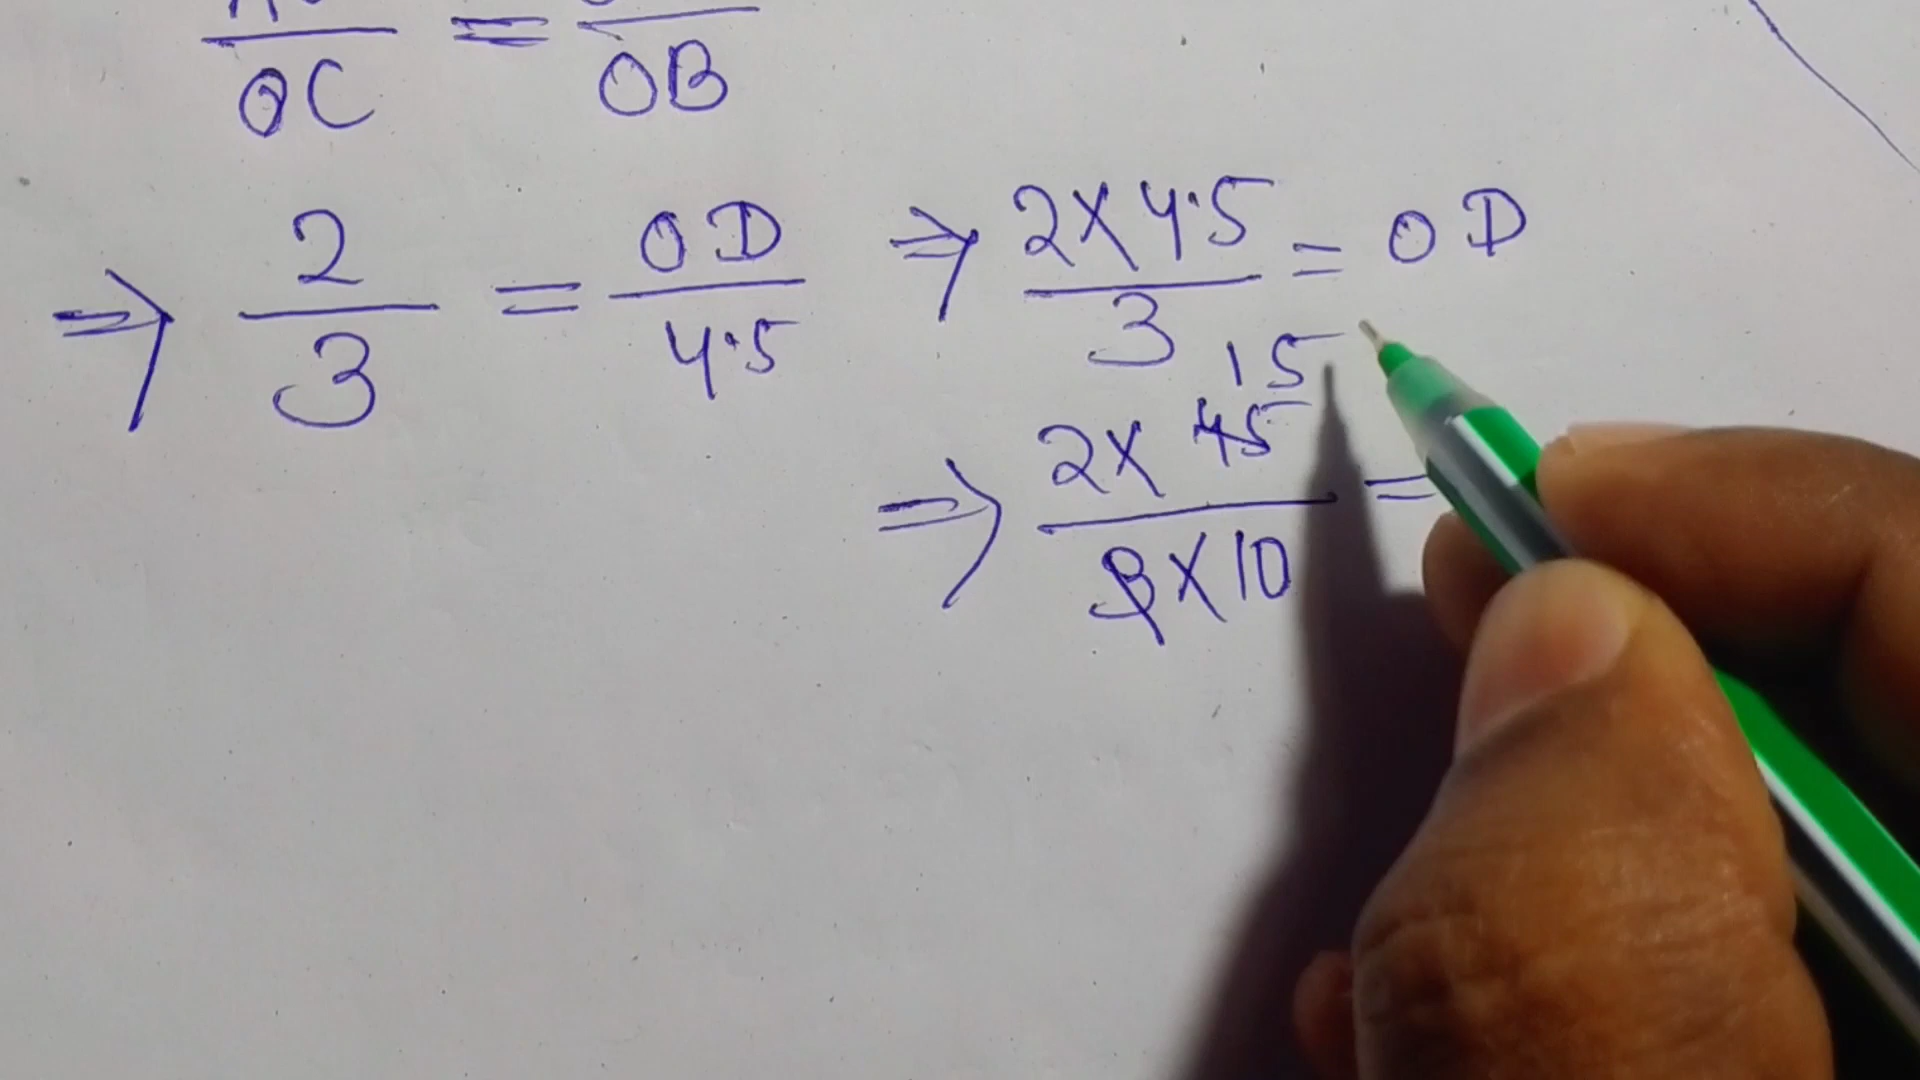 OC = OB
⇒ 2/3 = OD/4.5 ⇒ 2×4.5/3 = OD
15
⇒ 2×45/3×10 =